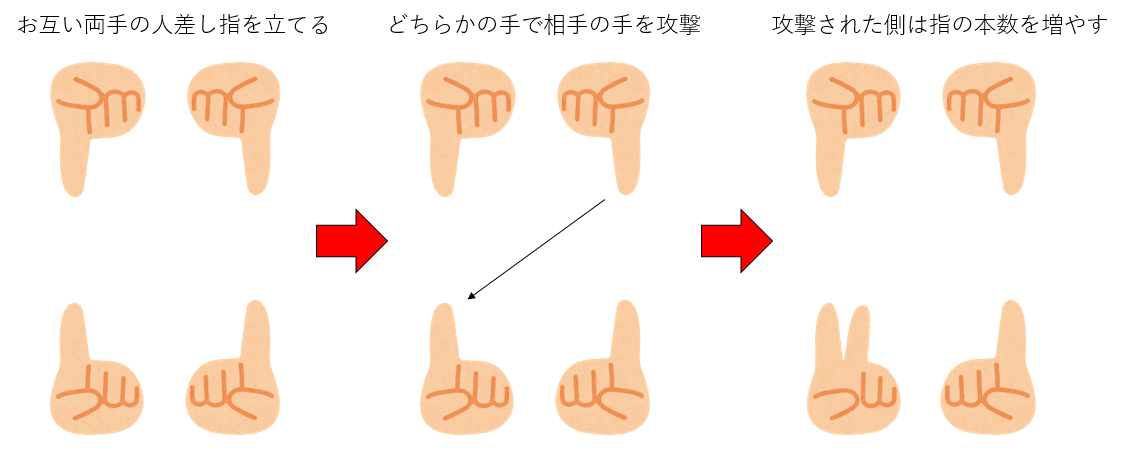 お互い両手の人差し指を立てる
どちらかの手で相手の手を攻撃
攻撃された側は指の本数を増やす